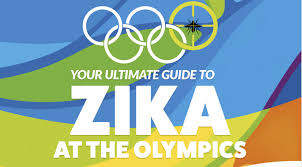 YOUR ULTIMATE GUIDE TO
ZIKA
AT THE OLYMPICS